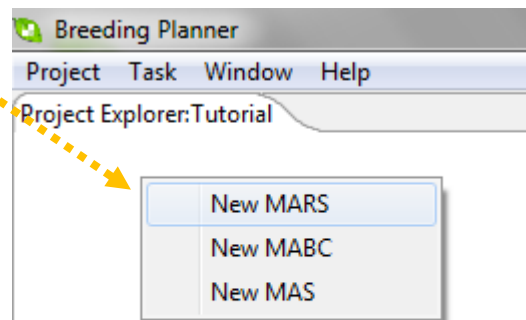 Breeding Planner
Project Task Window Help
Project Explorer:Tutorial
New MARS
New MABC
New MAS